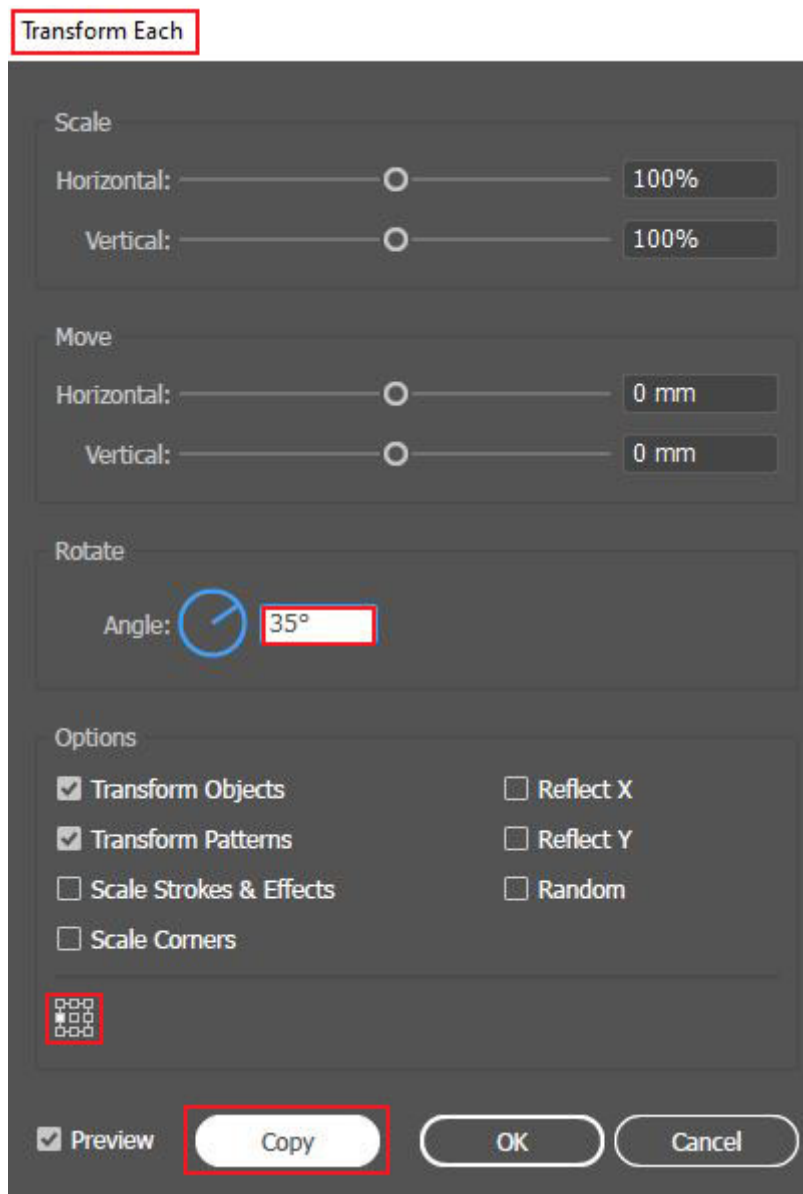 Transform Each
Scale
Horizontal: 100%
Vertical: 100%
Move
Horizontal: 0 mm
Vertical: 0 mm
Rotate
Angle: 35°
Options
Transform Objects Reflect X
Transform Patterns Reflect Y
Scale Strokes & Effects Random
Scale Corners
Preview Copy OK Cancel